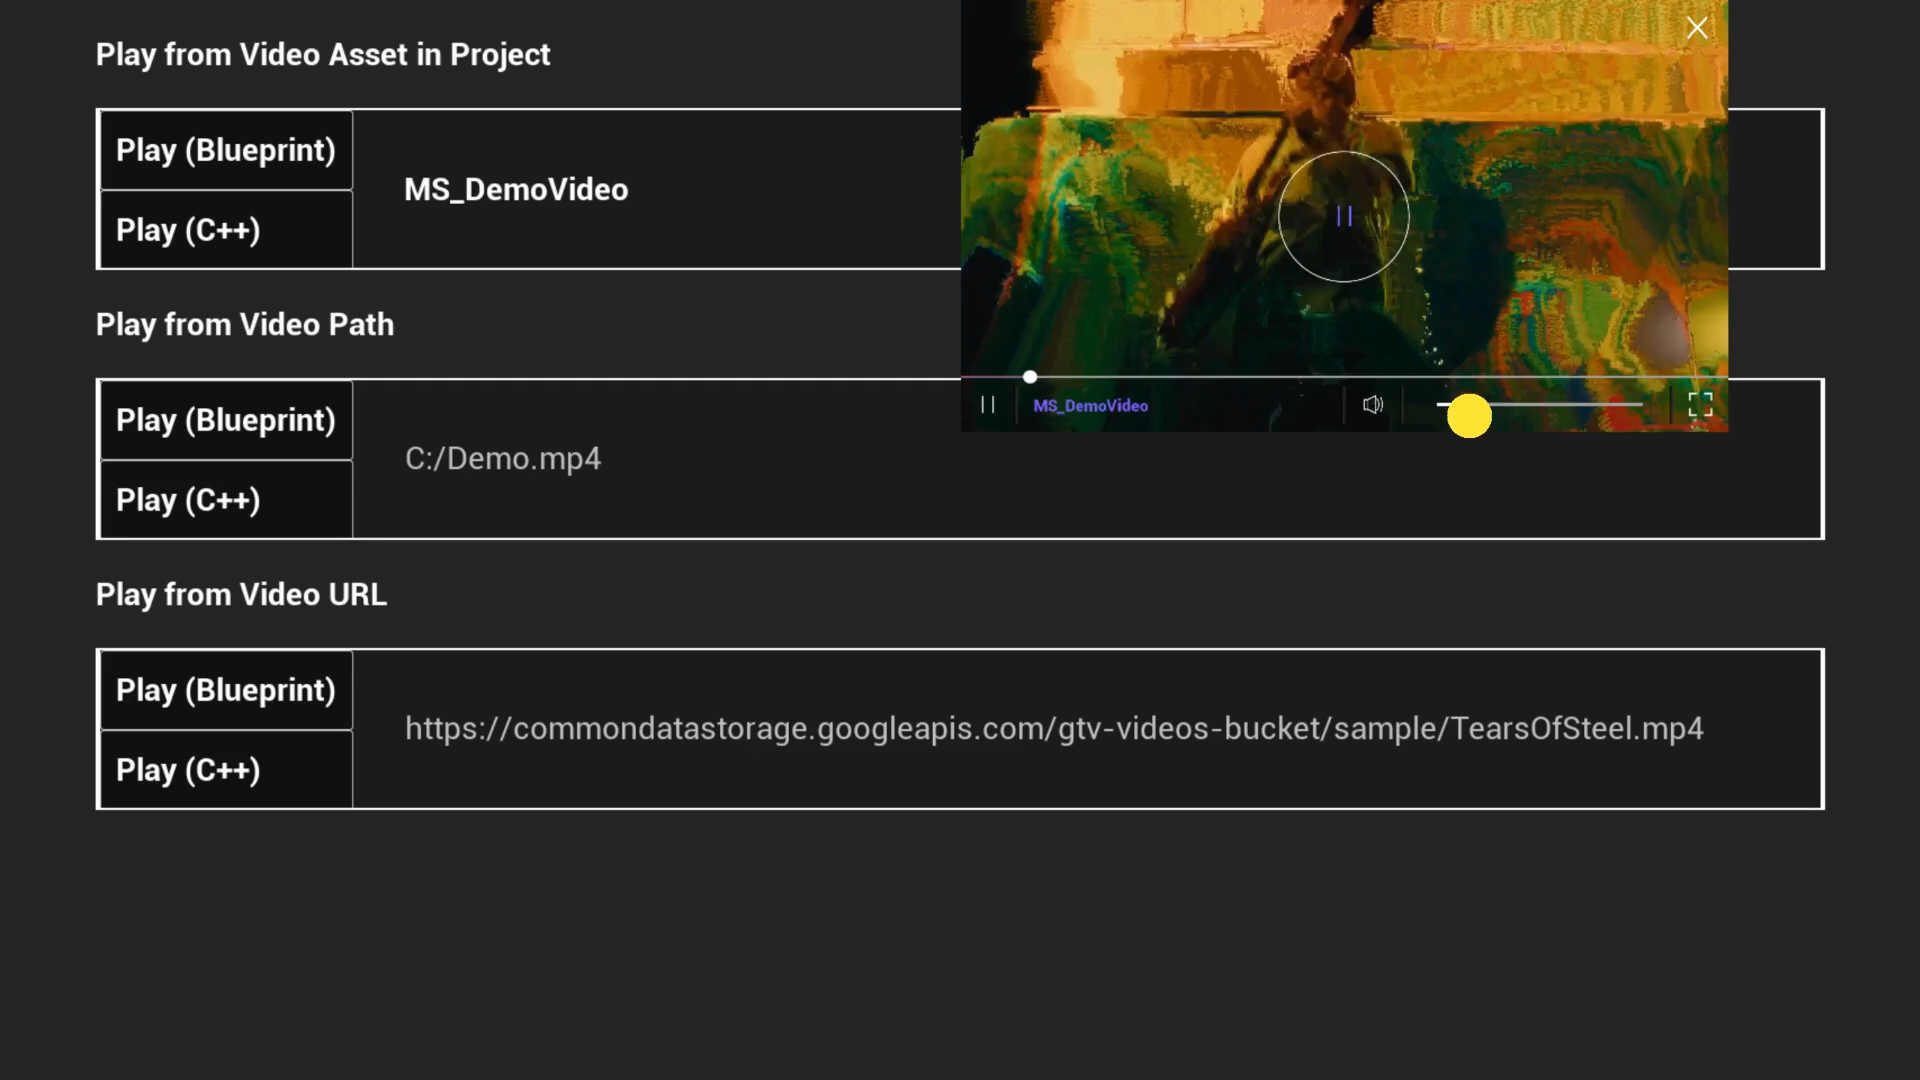 Play from Video Asset in Project
Play (Blueprint)
MS_DemoVideo
Play (C++)
MS_DemoVideo
Play from Video Path
Play (Blueprint)
C:/Demo.mp4
Play (C++)
Play from Video URL
Play (Blueprint)
https://commondatastorage.googleapis.com/gtv-videos-bucket/sample/TearsOfSteel.mp4
Play (C++)